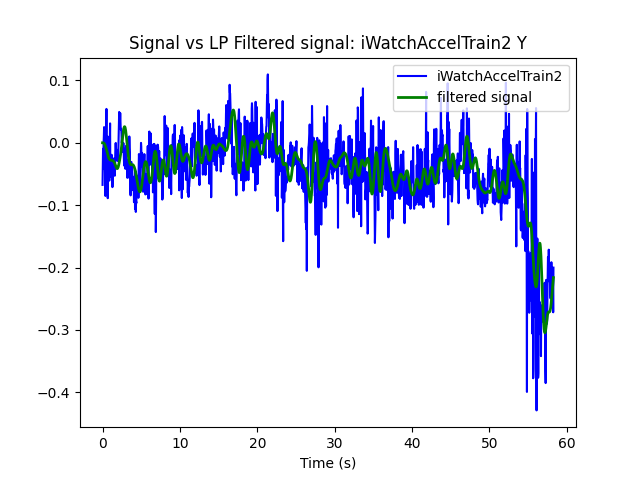 Signal vs LP Filtered signal: iWatchAccelTrain2 Y
iWatchAccelTrain2
filtered signal
0.1
0.0
−0.1
−0.2
−0.3
−0.4
0 10 20 30 40 50 60
Time (s)